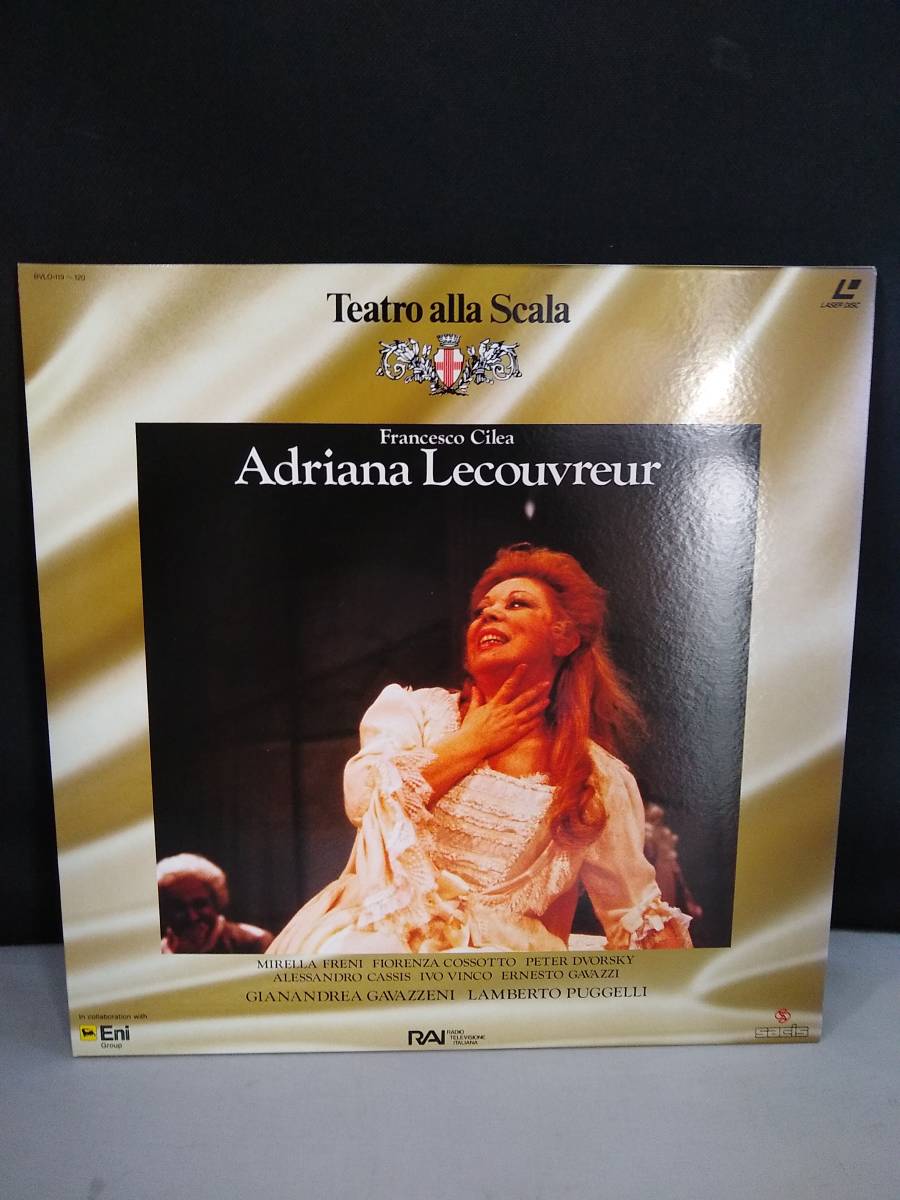 BVLO-119~120
LASER DISC
Teatro alla Scala
Francesco Cilea
Adriana Lecouvreur
MIRELLA FRENI FIORENZA COSSOTTO PETER DVORSKY
ALESSANDRO CASSIS IVO VINCO ERNESTO GAVAZZI
GIANANDREA GAVAZZENI LAMBERTO PUGGELLI
In collaboration with
Eni
Group
RAI RADIO
TELEVISIONE
ITALIANA
sacis